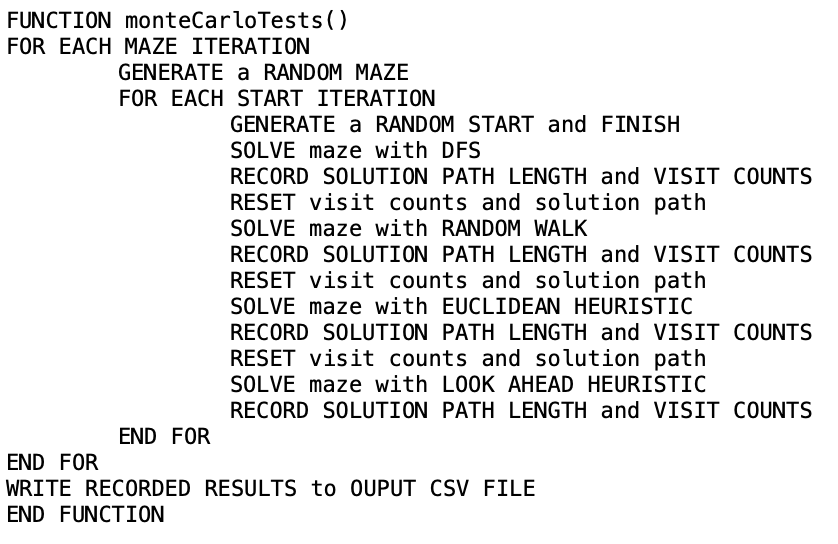 FUNCTION monteCarloTests()
FOR EACH MAZE ITERATION
GENERATE a RANDOM MAZE
FOR EACH START ITERATION
GENERATE a RANDOM START and FINISH
SOLVE maze with DFS
RECORD SOLUTION PATH LENGTH and VISIT COUNTS
RESET visit counts and solution path
SOLVE maze with RANDOM WALK
RECORD SOLUTION PATH LENGTH and VISIT COUNTS
RESET visit counts and solution path
SOLVE maze with EUCLIDEAN HEURISTIC
RECORD SOLUTION PATH LENGTH and VISIT COUNTS
RESET visit counts and solution path
SOLVE maze with LOOK AHEAD HEURISTIC
RECORD SOLUTION PATH LENGTH and VISIT COUNTS
END FOR
END FOR
WRITE RECORDED RESULTS to OUPUT CSV FILE
END FUNCTION